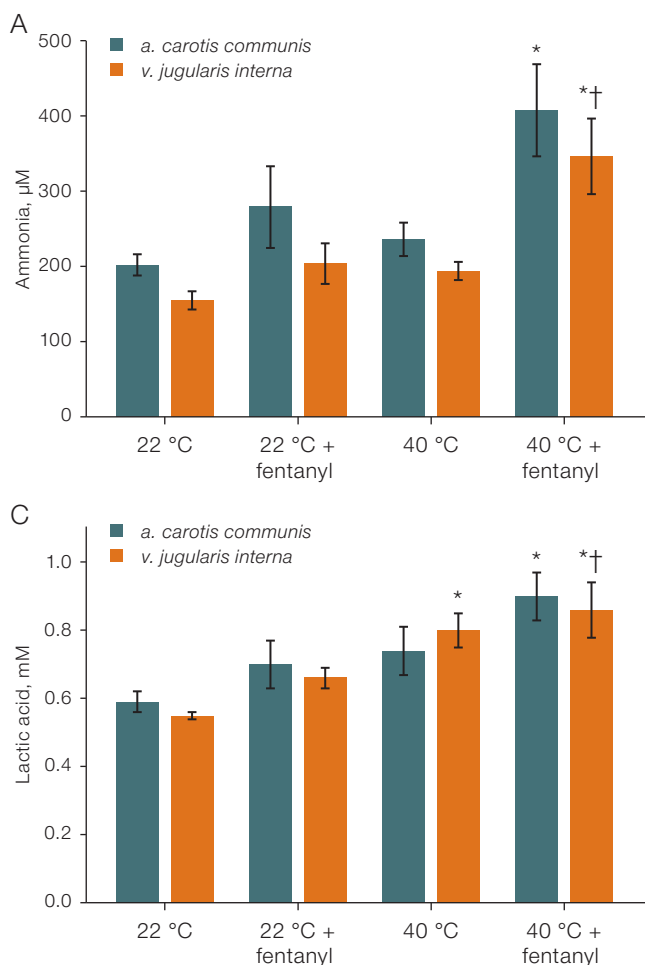 A
500
a. carotis communis
v. jugularis interna
*
*†
400
300
200
100
0
Ammonia, µM
22 °C
22 °C +
fentanyl
40 °C
40 °C +
fentanyl
C
a. carotis communis
v. jugularis interna
1.0
*
*†
*
0.8
0.6
0.4
0.2
0.0
Lactic acid, mM
22 °C
22 °C +
fentanyl
40 °C
40 °C +
fentanyl